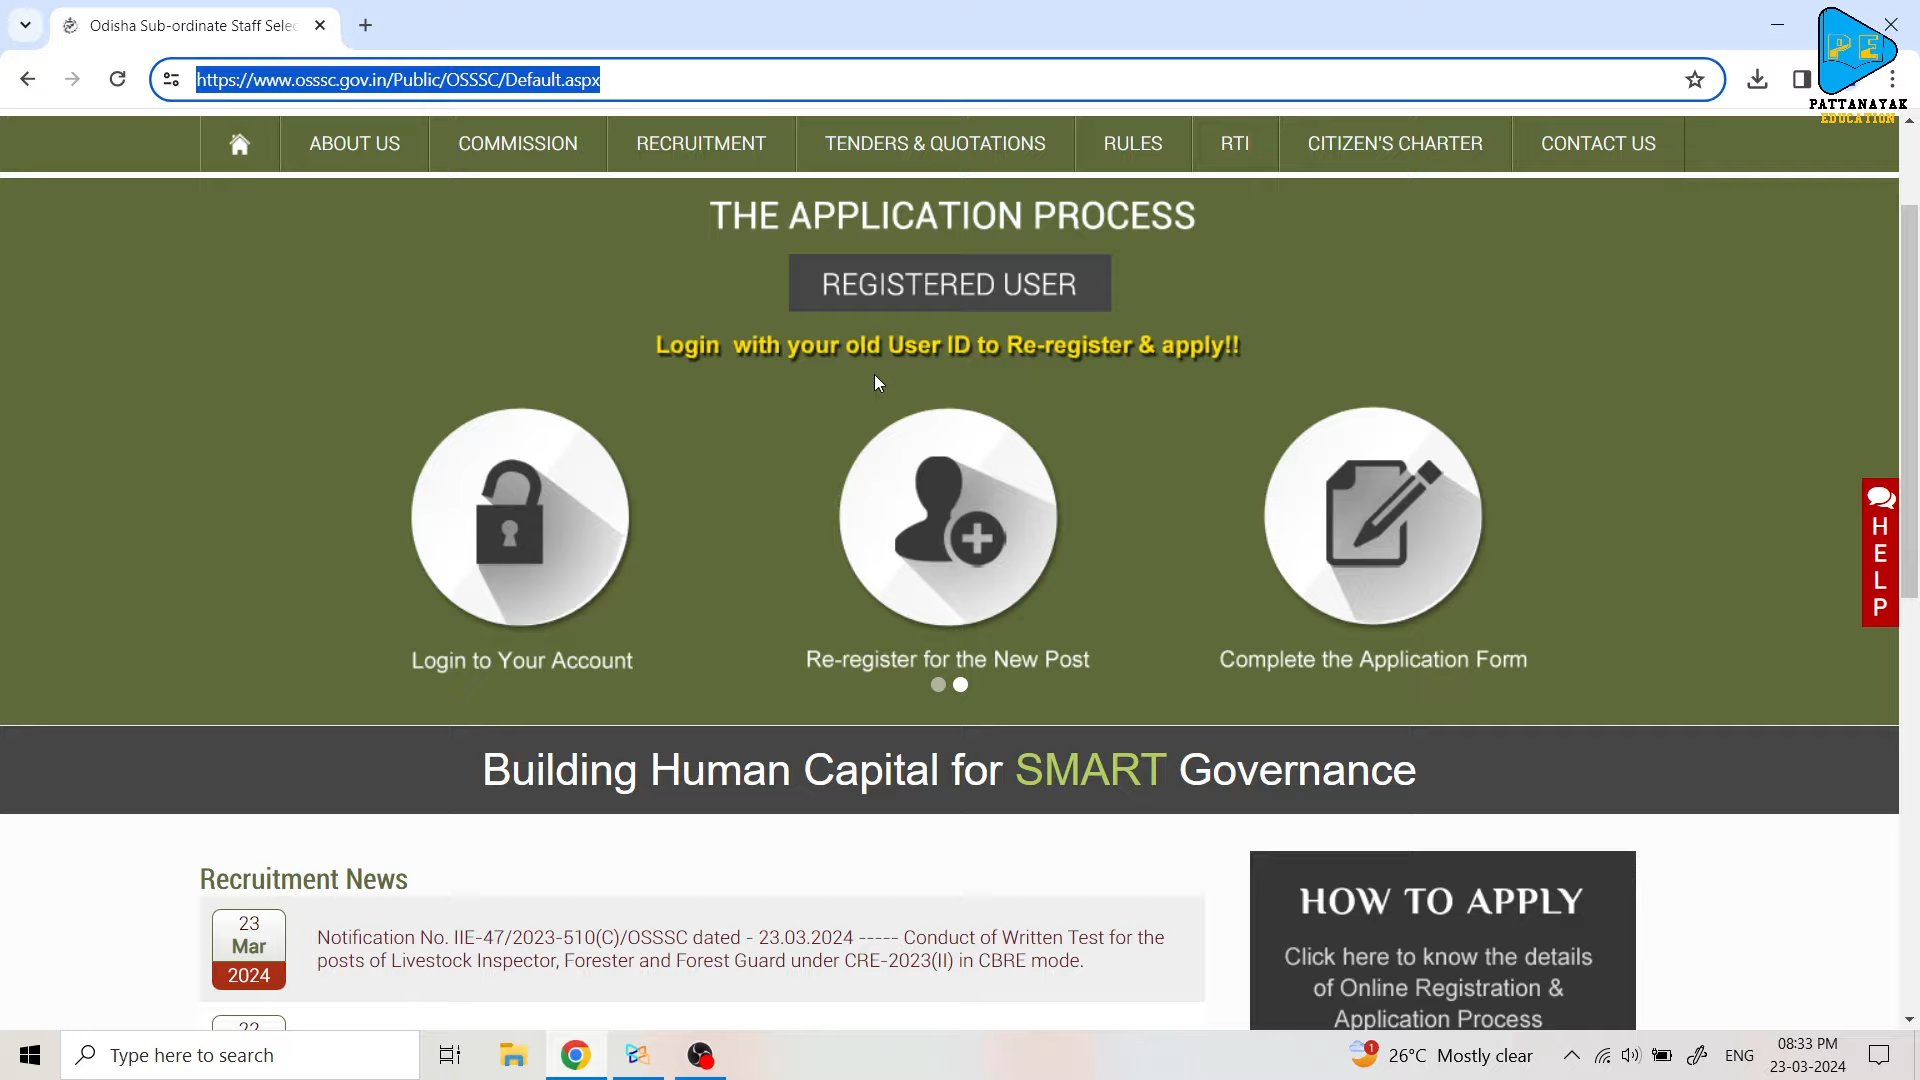 Odisha Sub-ordinate Staff Selec
https://www.osssc.gov.in/Public/OSSSC/Default.aspx
PE
PATTANAYAK
EDUCATION
ABOUT US
COMMISSION
RECRUITMENT
TENDERS & QUOTATIONS
RULES
RTI
CITIZEN'S CHARTER
CONTACT US
THE APPLICATION PROCESS
REGISTERED USER
Login with your old User ID to Re-register & apply!!
HELP
Login to Your Account
Re-register for the New Post
Complete the Application Form
Building Human Capital for SMART Governance
Recruitment News
23
Mar
2024
Notification No. IIE-47/2023-510(C)/OSSSC dated - 23.03.2024 ----- Conduct of Written Test for the
posts of Livestock Inspector, Forester and Forest Guard under CRE-2023(II) in CBRE mode.
22
HOW TO APPLY
Click here to know the details
of Online Registration &
Application Process
Type here to search
1
26°C Mostly clear
ENG
08:33 PM
23-03-2024